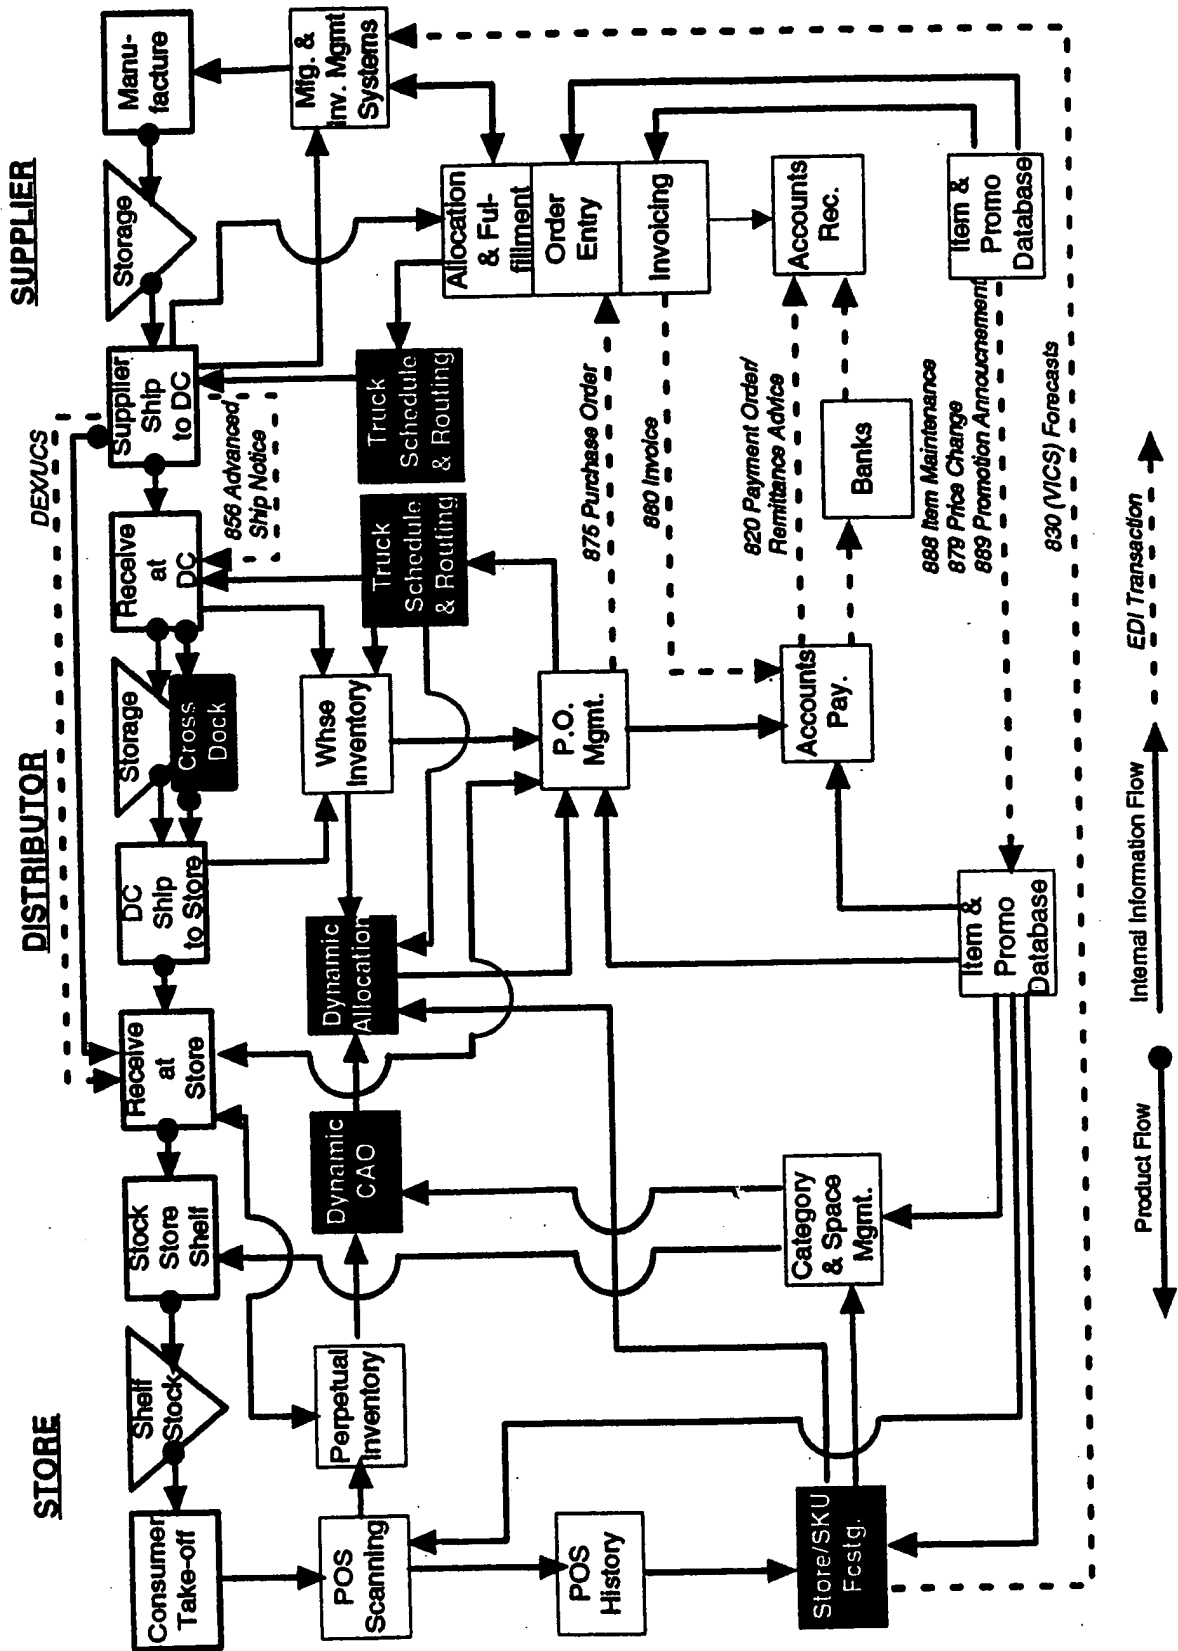 STORE
DISTRIBUTOR
SUPPLIER
DEX/UCS
Consumer
Take-off
Shelf
Stock
Stock
Store
Shelf
Receive
at
Store
DC
Ship
to Store
Storage
Cross
Dock
Receive
at
DC
Supplier
Ship
to DC
Storage
Manu-
facture
856 Advanced
Ship Notice
POS
Scanning
Perpetual
Inventory
Dynamic
CAO
Dynamic
Allocation
Whse
Inventory
Truck
Schedule
& Routing
Truck
Schedule
& Routing
Mfg. &
Inv. Mgmt
Systems
Allocation
& Ful-
fillment
Order
Entry
Invoicing
POS
History
P.O.
Mgmt.
875 Purchase Order
880 Invoice
Store/SKU
Fcstg.
Category
& Space
Mgmt.
Accounts
Pay.
820 Payment Order/
Remittance Advice
Banks
Accounts
Rec.
Item &
Promo
Database
888 Item Maintenance
879 Price Change
889 Promotion Annoucnement
Item &
Promo
Database
830 (VICS) Forecasts
Product Flow
Internal Information Flow
EDI Transaction